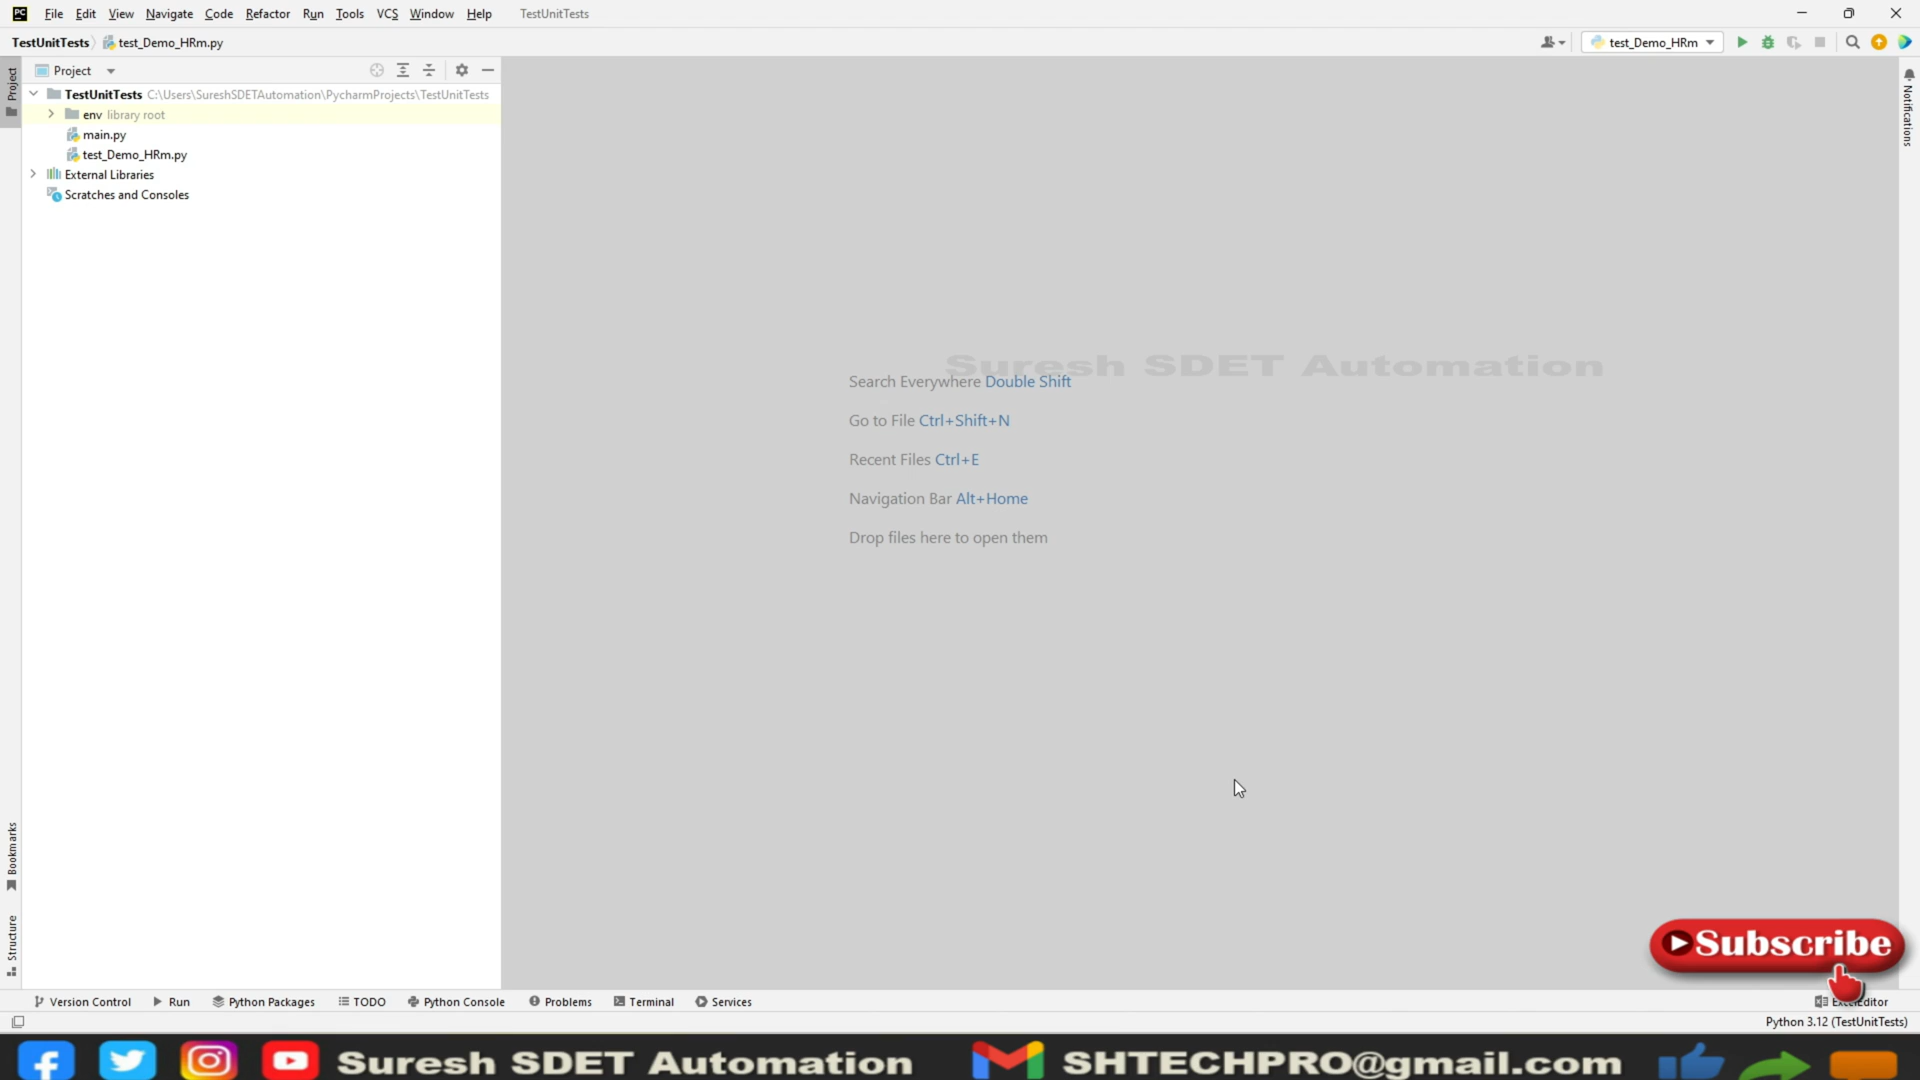 PC File Edit View Navigate Code Refactor Run Tools VCS Window Help TestUnitTests
TestUnitTests test_Demo_HRm.py test_Demo_HRm
Project
Project
TestUnitTests C:\Users\SureshSDETAutomation\PycharmProjects\TestUnitTests
env library root
main.py
test_Demo_HRm.py
External Libraries
Scratches and Consoles
Notifications
Suresh SDET Automation
Search Everywhere Double Shift
Go to File Ctrl+Shift+N
Recent Files Ctrl+E
Navigation Bar Alt+Home
Drop files here to open them
Bookmarks
Structure
Subscribe
Version Control Run Python Packages TODO Python Console Problems Terminal Services
Python 3.12 (TestUnitTests)
Suresh SDET Automation SHTECHPRO@gmail.com